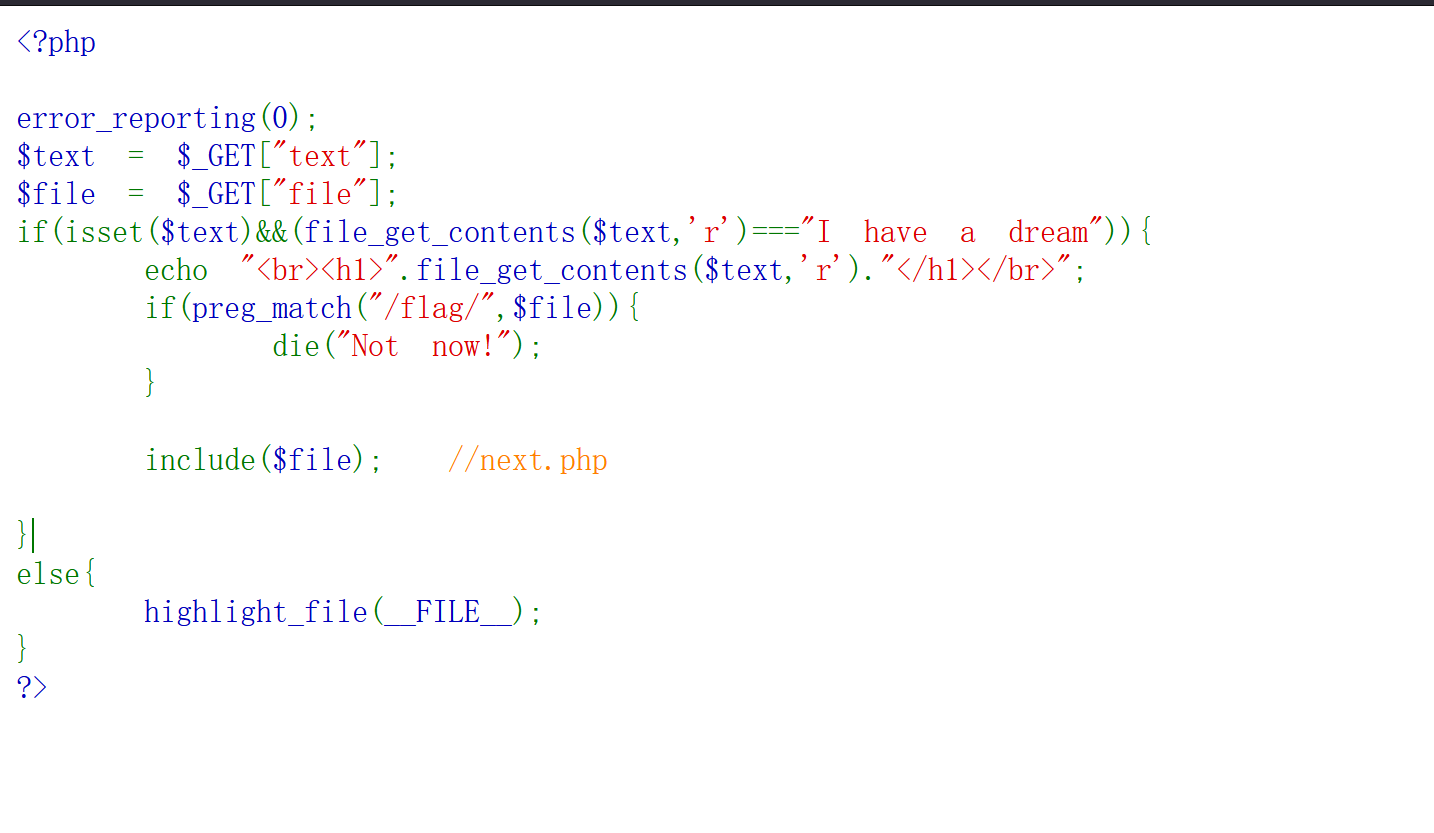 <?php
error_reporting(0);
$text = $_GET["text"];
$file = $_GET["file"];
if(isset($text)&&(file_get_contents($text,'r')==="I have a dream")){
echo "<br><h1>".file_get_contents($text,'r')."</h1></br>";
if(preg_match("/flag/",$file)){
die("Not now!");
}
include($file); //next.php
}
else{
highlight_file(__FILE__);
}
?>